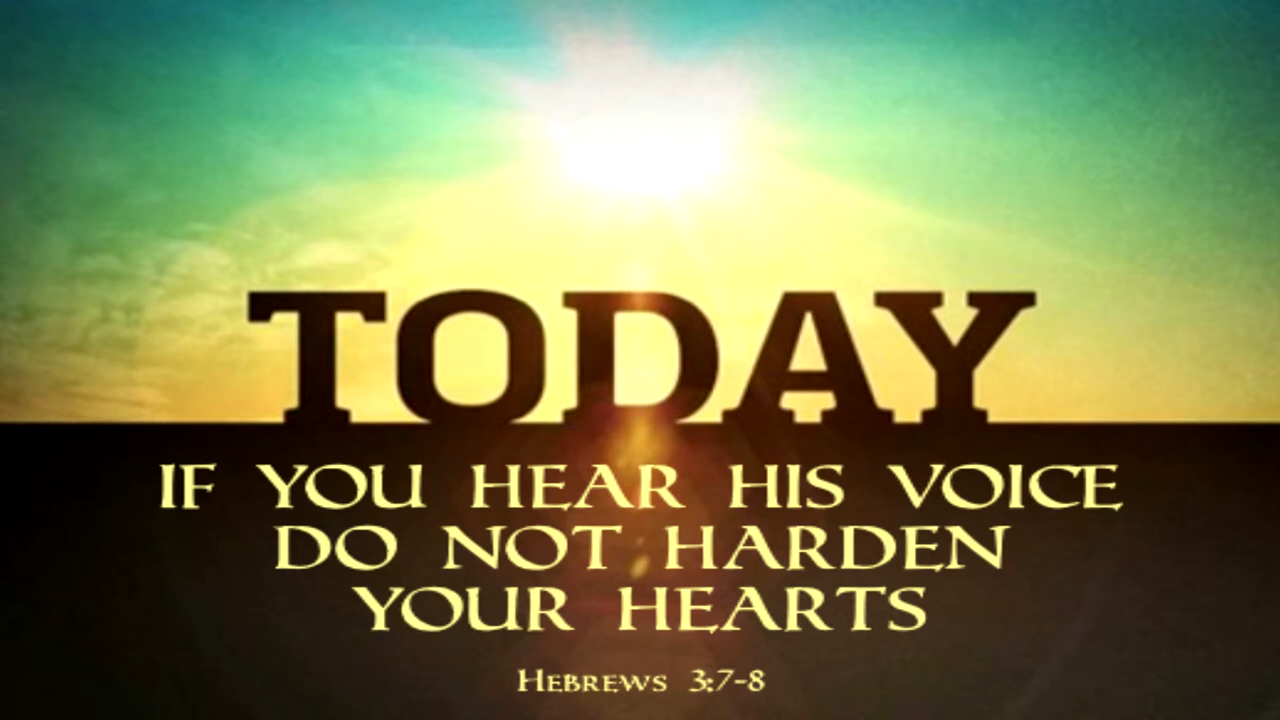 TODAY
IF YOU HEAR HIS VOICE
DO NOT HARDEN
YOUR HEARTS
HEBREWS 3:7-8